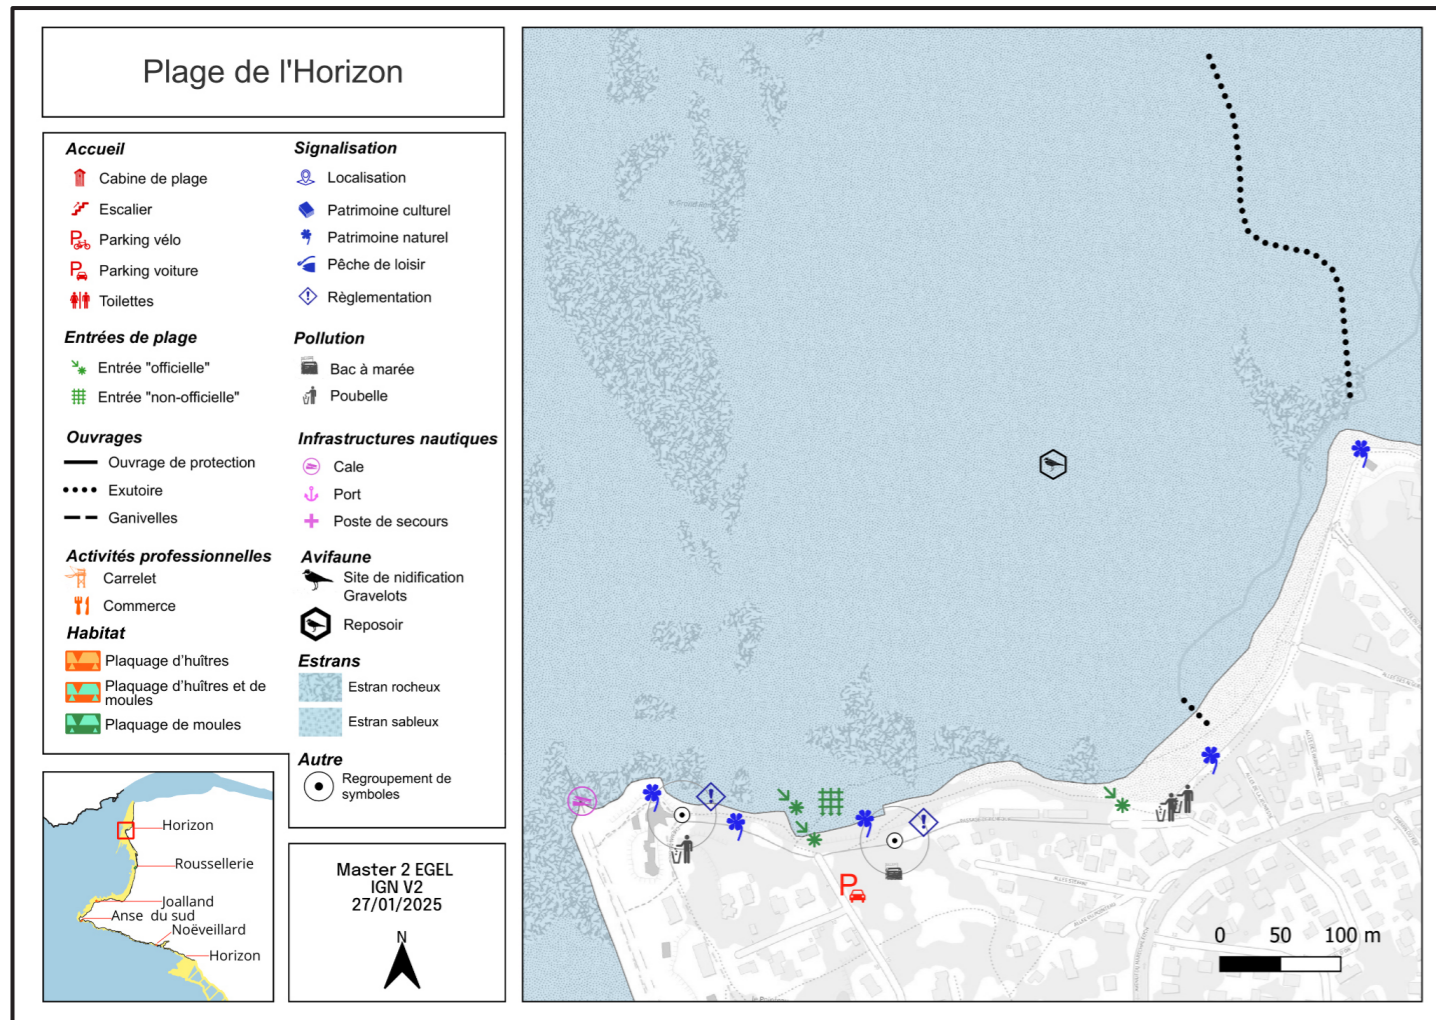 Plage de l'Horizon
Accueil
Cabine de plage
Escalier
Parking vélo
Parking voiture
Toilettes
Entrées de plage
Entrée "officielle"
Entrée "non-officielle"
Ouvrages
Ouvrage de protection
Exutoire
Ganivelles
Activités professionnelles
Carrelet
Commerce
Habitat
Plaquage d'huîtres
Plaquage d'huîtres et de
moules
Plaquage de moules
Signalisation
Localisation
Patrimoine culturel
Patrimoine naturel
Pêche de loisir
Règlementation
Pollution
Bac à marée
Poubelle
Infrastructures nautiques
Cale
Port
Poste de secours
Avifaune
Site de nidification
Gravelots
Reposoir
Estrans
Estran rocheux
Estran sableux
Autre
Regroupement de
symboles
Horizon
Roussellerie
Joalland
Anse du sud
Noëveillard
Horizon
Master 2 EGEL
IGN V2
27/01/2025
N
P
0 50 100 m